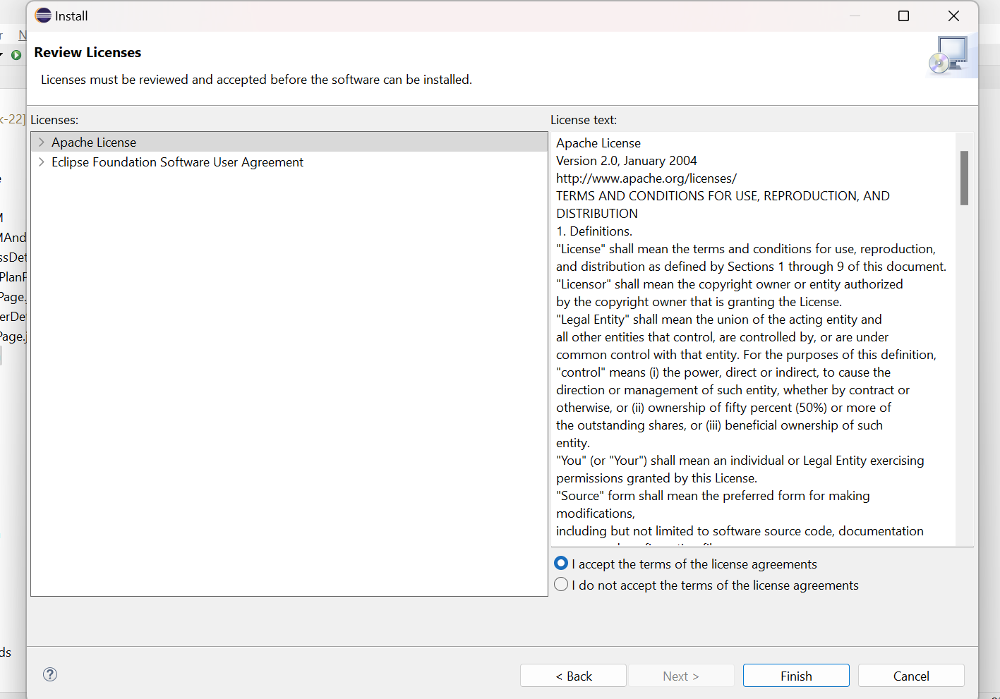 Install
Review Licenses
Licenses must be reviewed and accepted before the software can be installed.
Licenses:
Apache License
Eclipse Foundation Software User Agreement
License text:
Apache License
Version 2.0, January 2004
http://www.apache.org/licenses/
TERMS AND CONDITIONS FOR USE, REPRODUCTION, AND
DISTRIBUTION
1. Definitions.
"License" shall mean the terms and conditions for use, reproduction,
and distribution as defined by Sections 1 through 9 of this document.
"Licensor" shall mean the copyright owner or entity authorized
by the copyright owner that is granting the License.
"Legal Entity" shall mean the union of the acting entity and
all other entities that control, are controlled by, or are under
common control with that entity. For the purposes of this definition,
"control" means (i) the power, direct or indirect, to cause the
direction or management of such entity, whether by contract or
otherwise, or (ii) ownership of fifty percent (50%) or more of
the outstanding shares, or (iii) beneficial ownership of such
entity.
"You" (or "Your") shall mean an individual or Legal Entity exercising
permissions granted by this License.
"Source" form shall mean the preferred form for making
modifications,
including but not limited to software source code, documentation
I accept the terms of the license agreements
I do not accept the terms of the license agreements
?
< Back
Next >
Finish
Cancel
r N
k-22]
e
M
MAnd
ssDet
PlanP
Page.
erDet
Page.j
ds